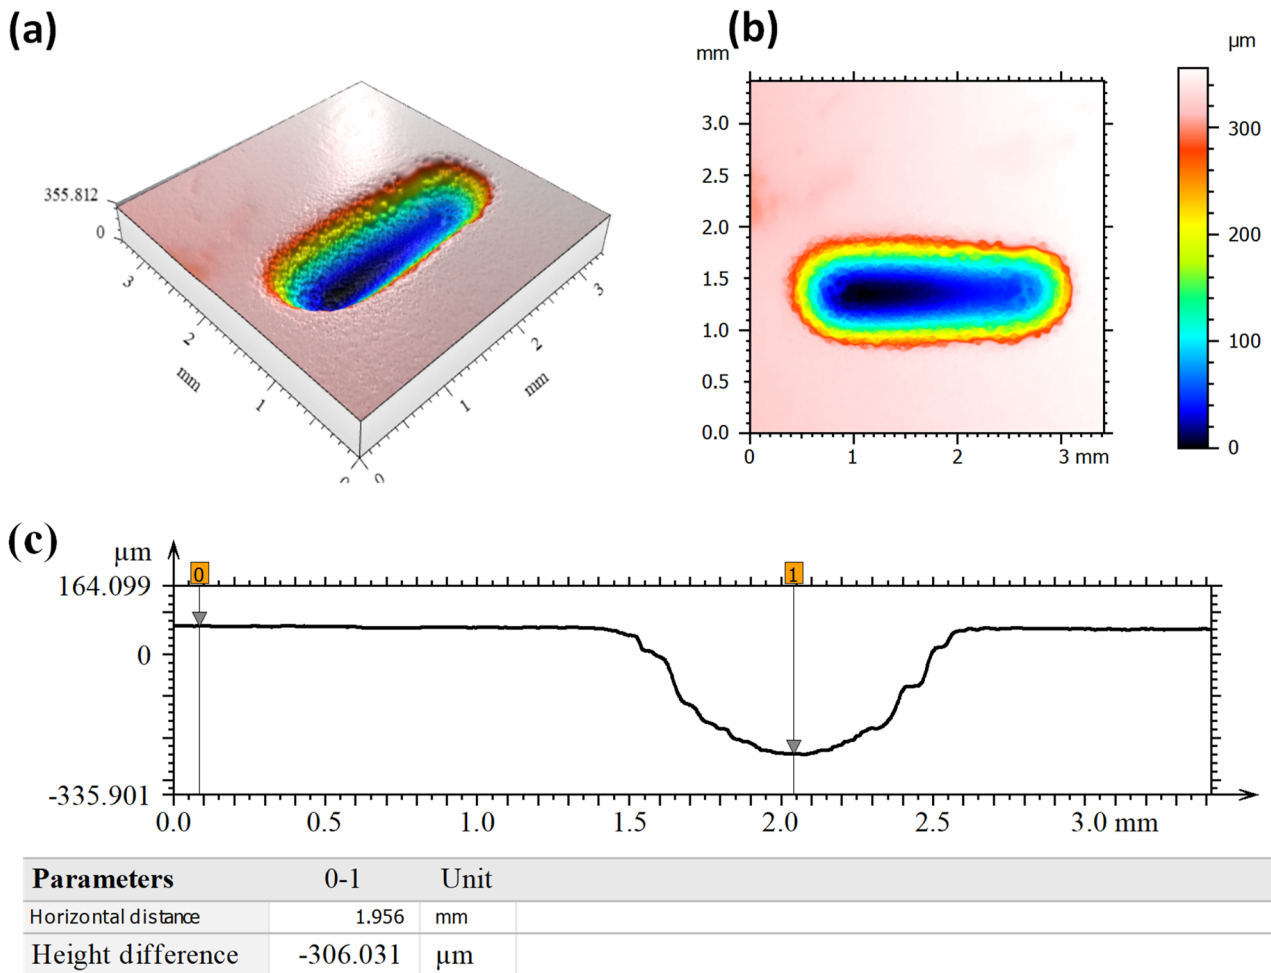 (a)
355.812
0
3
2
mm
1
0
0
1
mm
2
3
(b)
mm
3.0
2.5
2.0
1.5
1.0
0.5
0.0
0 1 2 3 mm
µm
300
200
100
0
(c)
µm
164.099
0
-335.901
0 1
0.0 0.5 1.0 1.5 2.0 2.5 3.0 mm
Parameters 0-1 Unit
Horizontal distance 1.956 mm
Height difference -306.031 µm